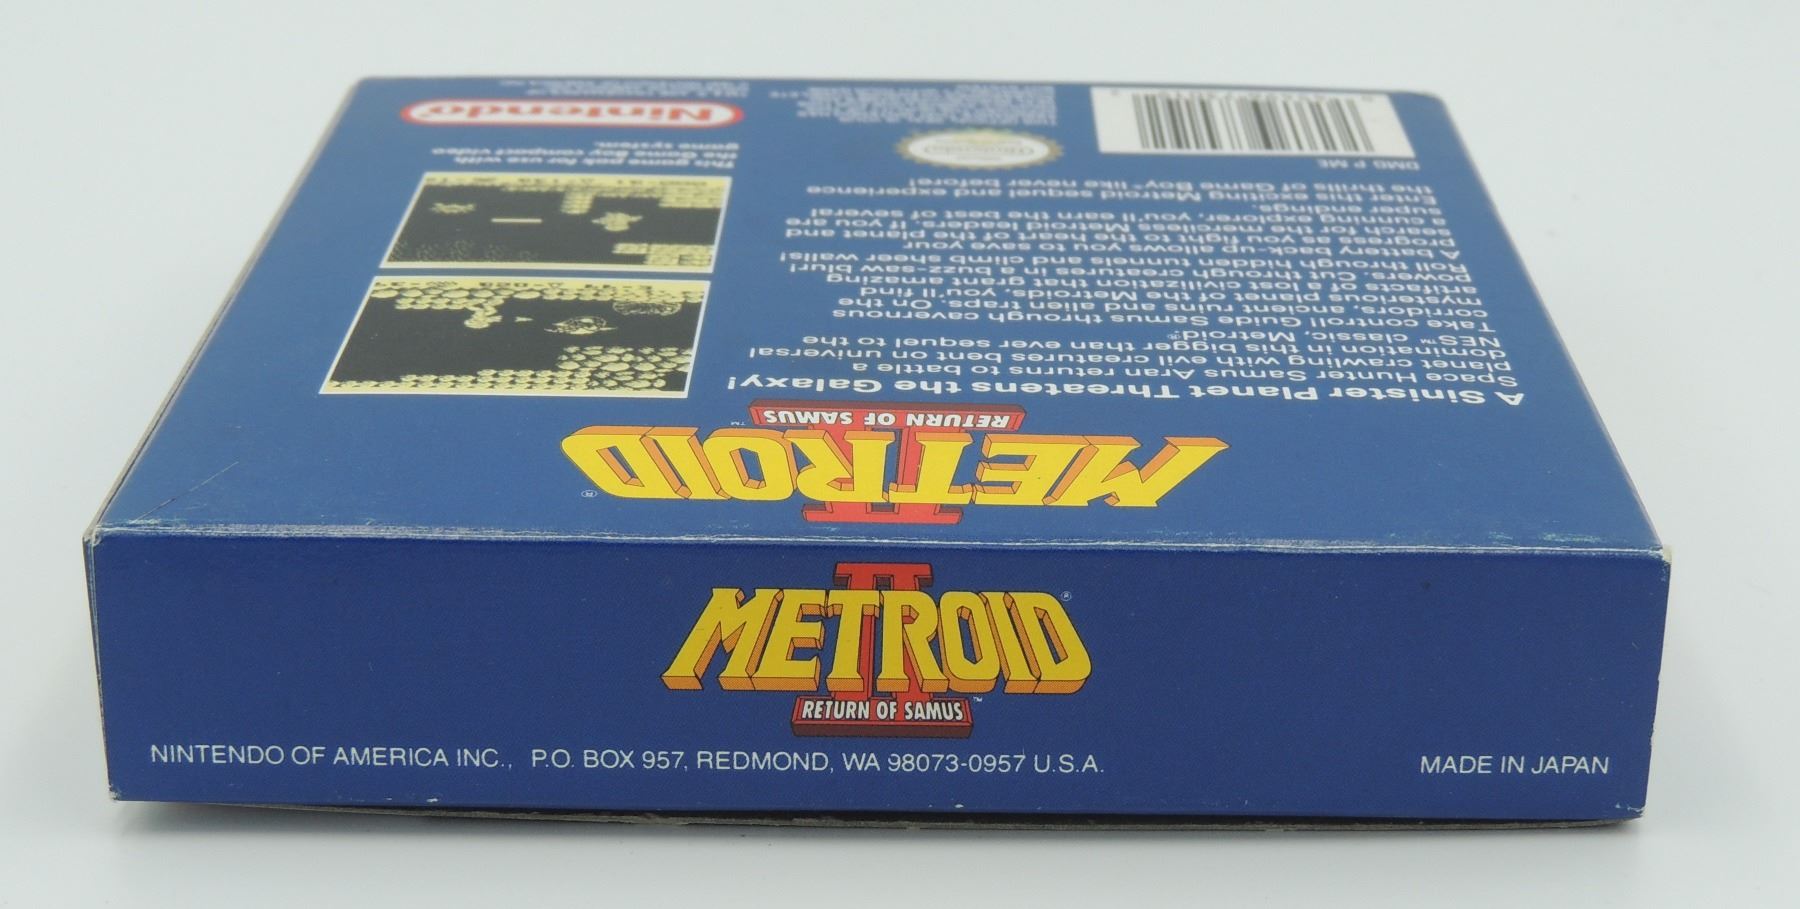 METROID®
II
RETURN OF SAMUS™
NINTENDO OF AMERICA INC., P.O. BOX 957, REDMOND, WA 98073-0957 U.S.A.
MADE IN JAPAN
METROID®
II
RETURN OF SAMUS™
A Sinister Planet Threatens the Galaxy!
Space Hunter Samus Aran returns to battle a
planet crawling with evil creatures bent on universal
domination in this bigger than ever sequel to the
NES™ classic, Metroid®
Take control! Guide Samus through cavernous
corridors, ancient ruins and alien traps. On the
mysterious planet of the Metroids, you'll find
artifacts of a lost civilization that grant amazing
powers. Cut through creatures in a buzz-saw blur!
Roll through hidden tunnels and climb sheer walls!
A battery back-up allows you to save your
progress as you fight to the heart of the planet and
search for the merciless Metroid leaders. If you are
a cunning explorer, you'll earn the best of several
super endings.
Enter this exciting Metroid sequel and experience
the thrills of Game Boy® like never before!
DMG P ME
This game pak for use with
the Game Boy compact video
game system.
Nintendo®
Nintendo